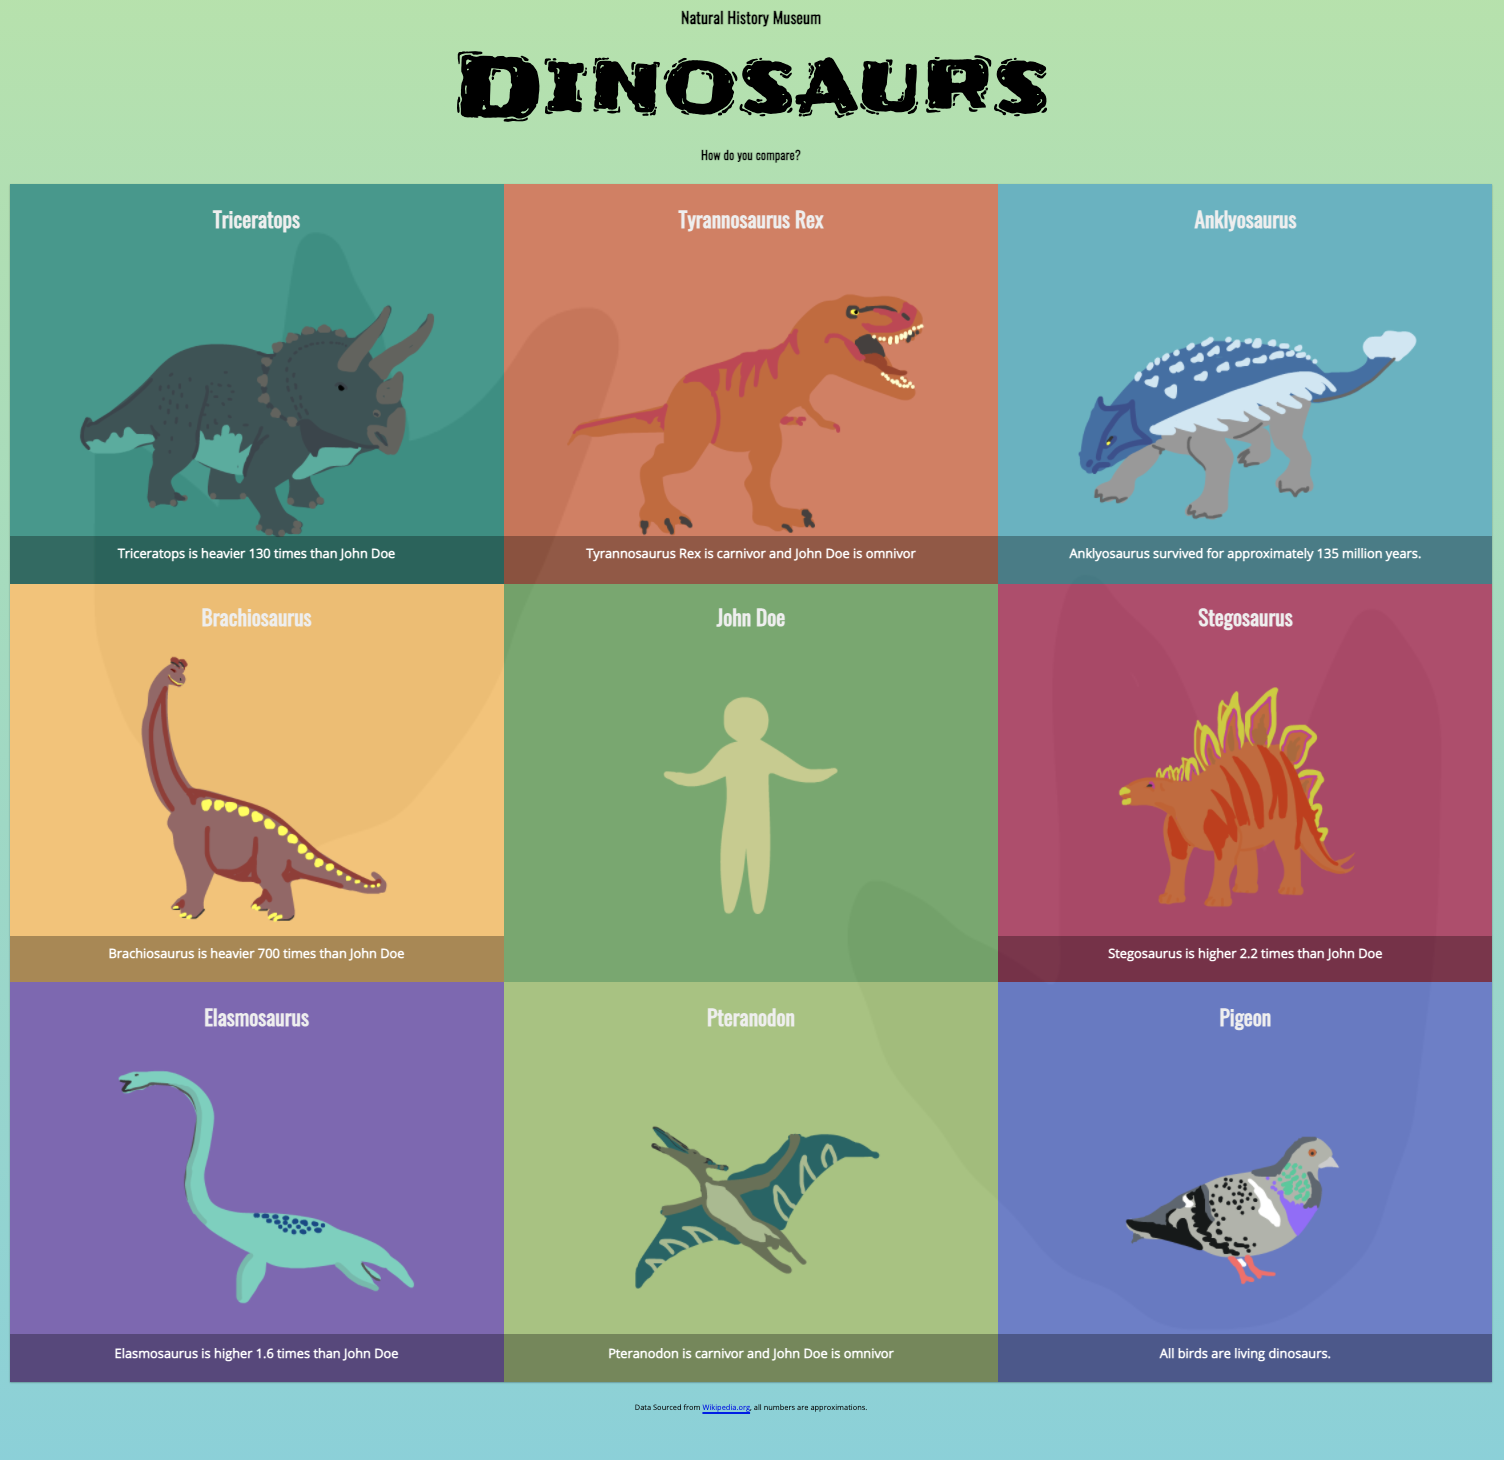 Natural History Museum
Dinosaurs
How do you compare?
Triceratops
Tyrannosaurus Rex
Anklyosaurus
Triceratops is heavier 130 times than John Doe
Tyrannosaurus Rex is carnivor and John Doe is omnivor
Anklyosaurus survived for approximately 135 million years.
Brachiosaurus
John Doe
Stegosaurus
Brachiosaurus is heavier 700 times than John Doe
Stegosaurus is higher 2.2 times than John Doe
Elasmosaurus
Pteranodon
Pigeon
Elasmosaurus is higher 1.6 times than John Doe
Pteranodon is carnivor and John Doe is omnivor
All birds are living dinosaurs.
Data Sourced from Wikipedia.org, all numbers are approximations.